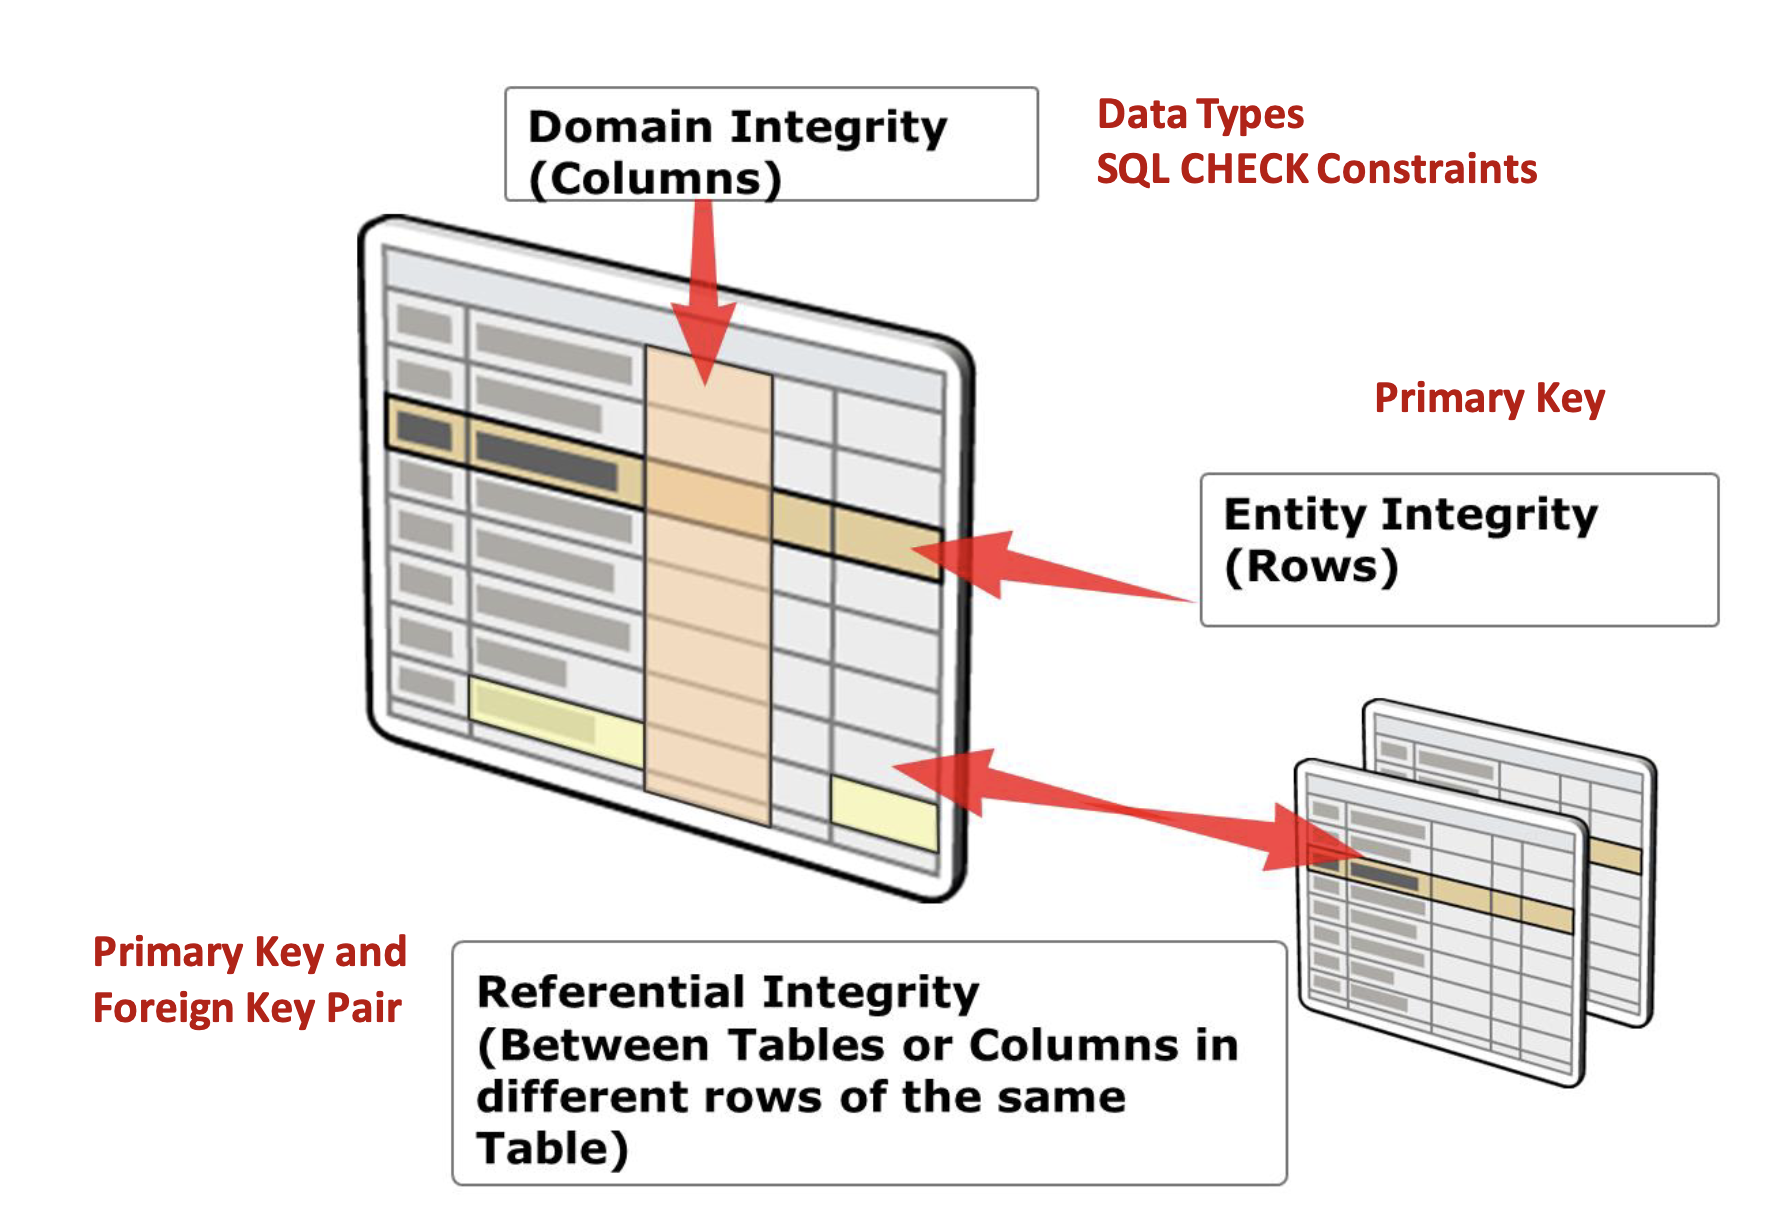 Domain Integrity
(Columns)
Data Types
SQL CHECK Constraints
Primary Key
Entity Integrity
(Rows)
Primary Key and
Foreign Key Pair
Referential Integrity
(Between Tables or Columns in
different rows of the same
Table)